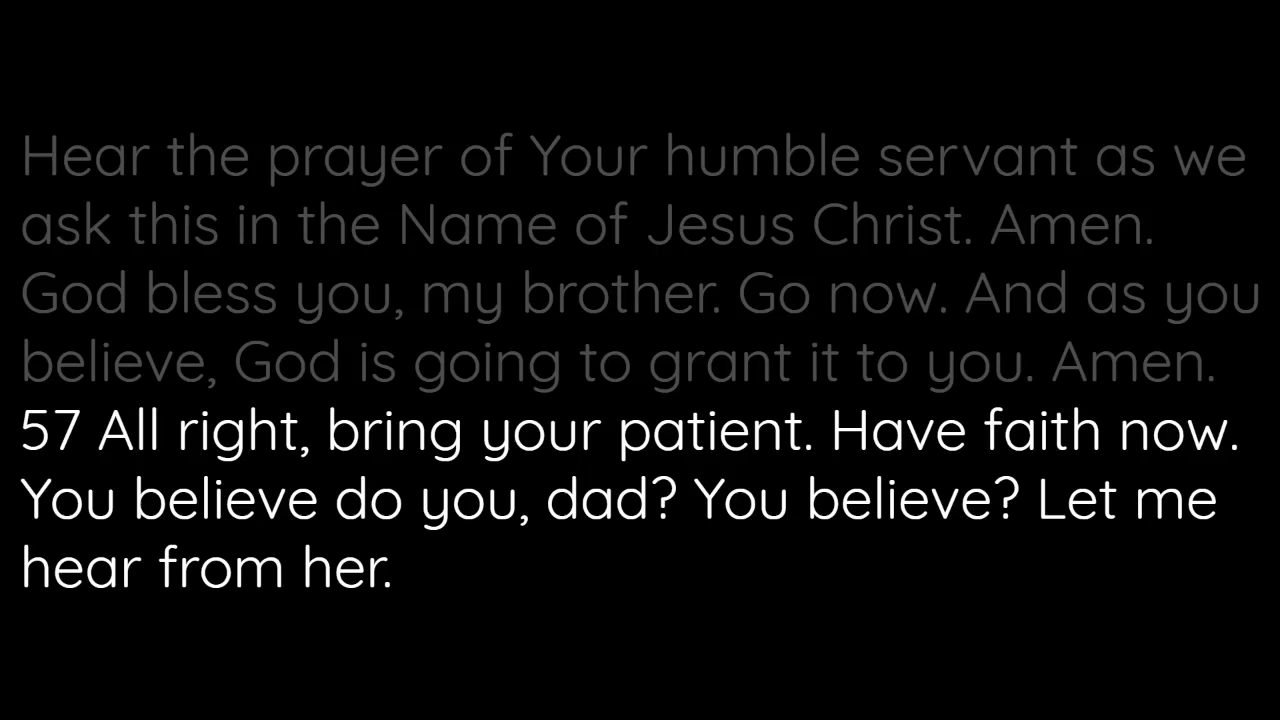 Hear the prayer of Your humble servant as we
ask this in the Name of Jesus Christ. Amen.
God bless you, my brother. Go now. And as you
believe, God is going to grant it to you. Amen.
57 All right, bring your patient. Have faith now.
You believe do you, dad? You believe? Let me
hear from her.